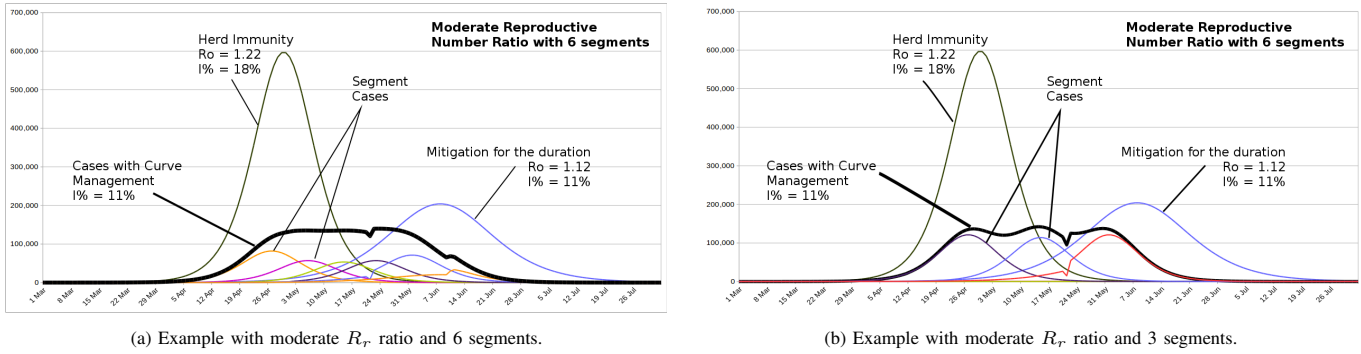 700,000
600,000
500,000
400,000
300,000
200,000
100,000
0
Moderate Reproductive
Number Ratio with 6 segments
Herd Immunity
Ro = 1.22
I% = 18%
Segment
Cases
Mitigation for the duration
Ro = 1.12
I% = 11%
Cases with Curve
Management
I% = 11%
1 Mar
8 Mar
15 Mar
22 Mar
29 Mar
5 Apr
12 Apr
19 Apr
26 Apr
3 May
10 May
17 May
24 May
31 May
7 Jun
14 Jun
21 Jun
28 Jun
5 Jul
12 Jul
19 Jul
26 Jul
(a) Example with moderate Rr ratio and 6 segments.
700,000
600,000
500,000
400,000
300,000
200,000
100,000
0
Moderate Reproductive
Number Ratio with 6 segments
Herd Immunity
Ro = 1.22
I% = 18%
Segment
Cases
Mitigation for the duration
Ro = 1.12
I% = 11%
Cases with Curve
Management
I% = 11%
1 Mar
8 Mar
15 Mar
22 Mar
29 Mar
5 Apr
12 Apr
19 Apr
26 Apr
3 May
10 May
17 May
24 May
31 May
7 Jun
14 Jun
21 Jun
28 Jun
5 Jul
12 Jul
19 Jul
26 Jul
(b) Example with moderate Rr ratio and 3 segments.